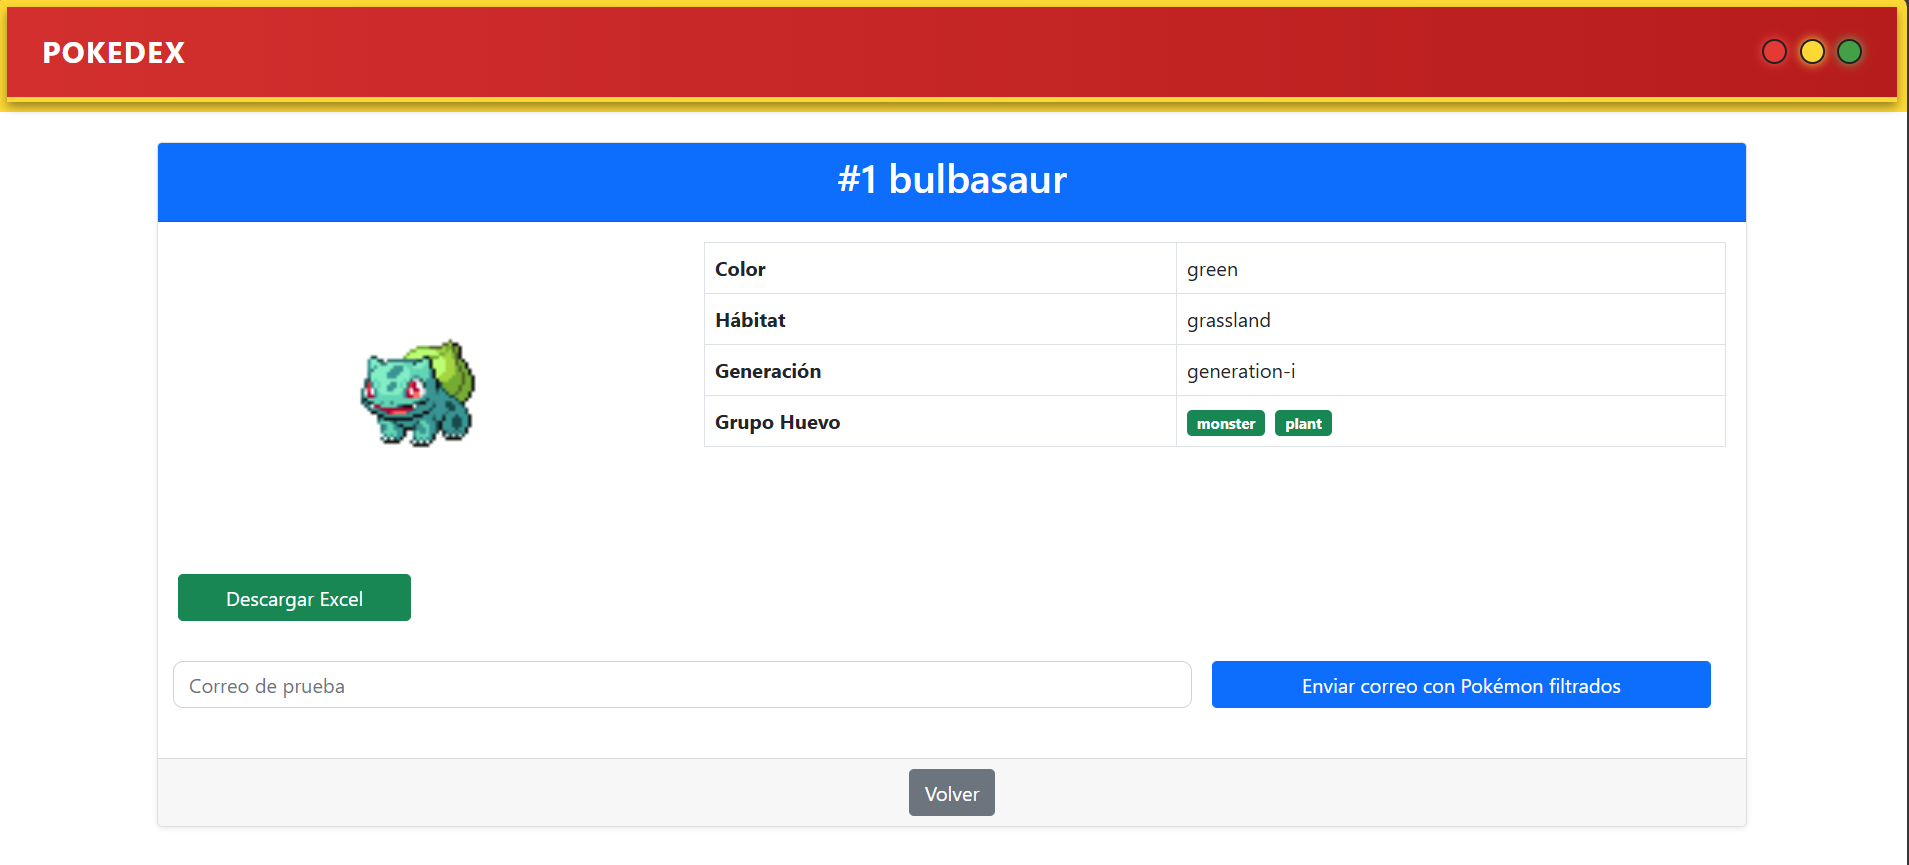 POKEDEX
#1 bulbasaur
Color green
Hábitat grassland
Generación generation-i
Grupo Huevo monster plant
Descargar Excel
Correo de prueba Enviar correo con Pokémon filtrados
Volver